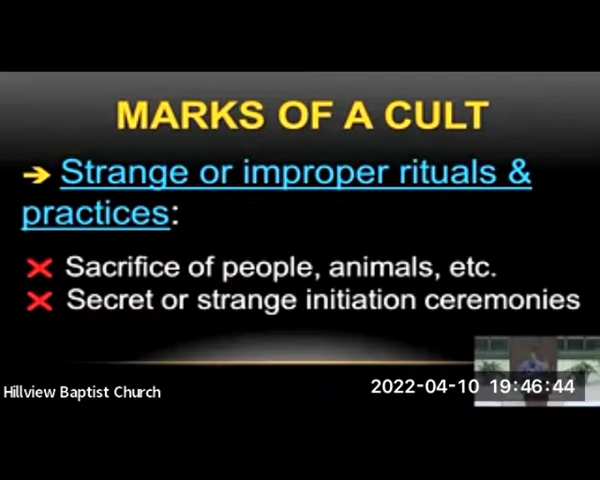 MARKS OF A CULT
➔ Strange or improper rituals &
practices:
✕ Sacrifice of people, animals, etc.
✕ Secret or strange initiation ceremonies
Hillview Baptist Church
2022-04-10 19:46:44